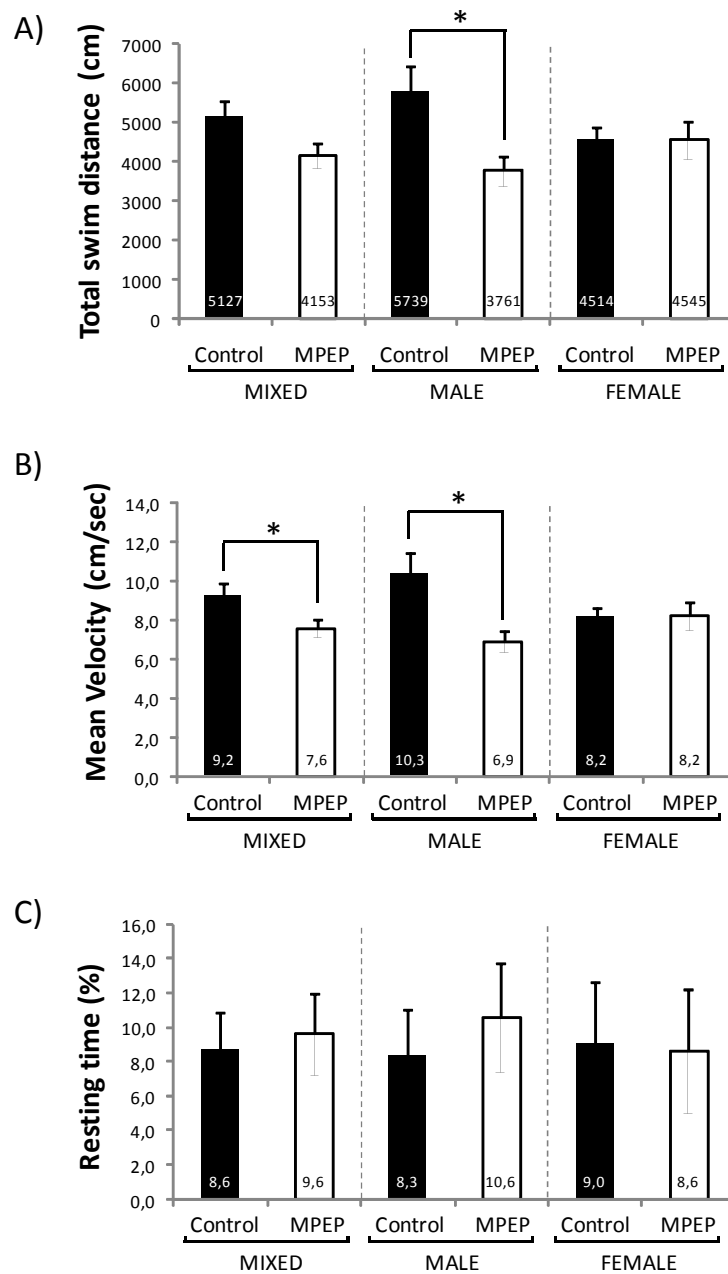 A)
Total swim distance (cm)
7000
6000
5000
4000
3000
2000
1000
0
*
5127 4153 5739 3761 4514 4545
Control MPEP Control MPEP Control MPEP
MIXED MALE FEMALE
B)
Mean Velocity (cm/sec)
14,0
12,0
10,0
8,0
6,0
4,0
2,0
0,0
* *
9,2 7,6 10,3 6,9 8,2 8,2
Control MPEP Control MPEP Control MPEP
MIXED MALE FEMALE
C)
Resting time (%)
16,0
14,0
12,0
10,0
8,0
6,0
4,0
2,0
0,0
8,6 9,6 8,3 10,6 9,0 8,6
Control MPEP Control MPEP Control MPEP
MIXED MALE FEMALE